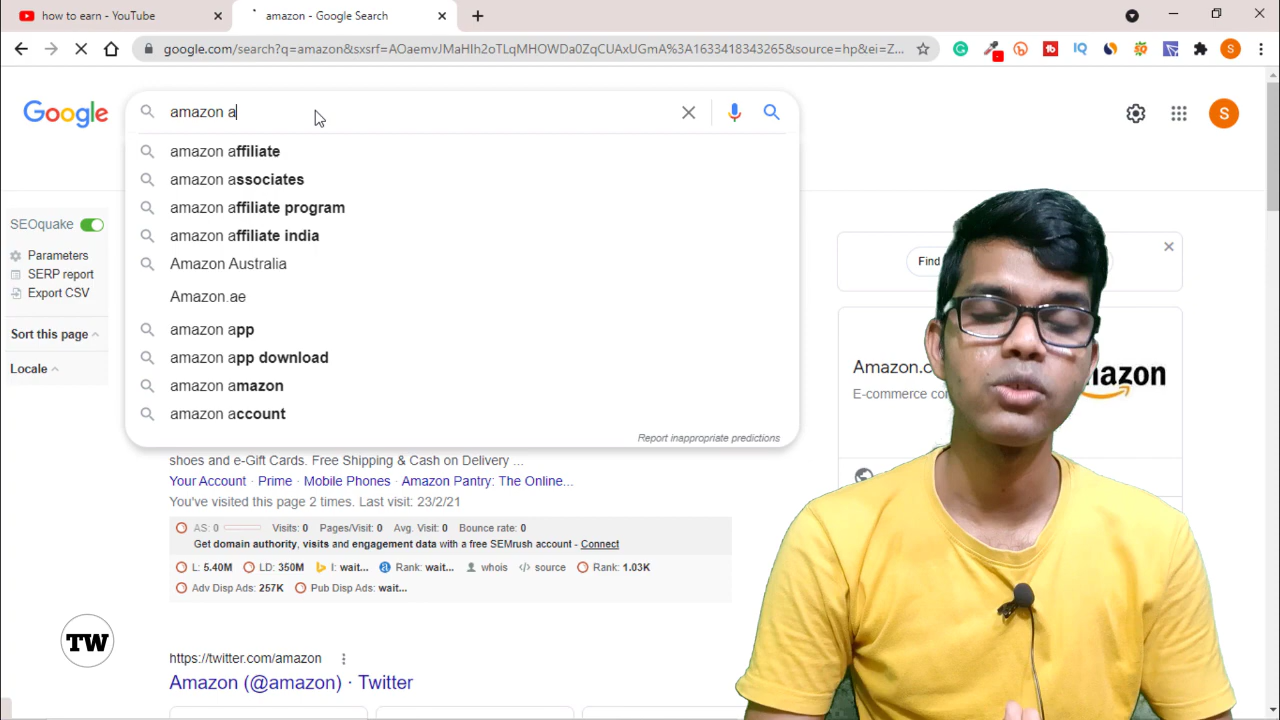 how to earn - YouTube
amazon - Google Search
google.com/search?q=amazon&sxsrf=AOaemvJMaHlh2oTLqMHOWDa0ZqCUAxUGmA%3A1633418343265&source=hp&ei=Z...
IQ
S
Google
amazon a
S
amazon affiliate
amazon associates
amazon affiliate program
amazon affiliate india
Amazon Australia
Amazon.ae
amazon app
amazon app download
amazon amazon
amazon account
Report inappropriate predictions
SEOquake
Parameters
SERP report
Export CSV
Sort this page
Locale
Find
Amazon.c
E-commerce co
shoes and e-Gift Cards. Free Shipping & Cash on Delivery ...
Your Account · Prime · Mobile Phones · Amazon Pantry: The Online...
You've visited this page 2 times. Last visit: 23/2/21
AS: 0 Visits: 0 Pages/Visit: 0 Avg. Visit: 0 Bounce rate: 0
Get domain authority, visits and engagement data with a free SEMrush account - Connect
L: 5.40M LD: 350M I: wait... Rank: wait... whois source Rank: 1.03K
Adv Disp Ads: 257K Pub Disp Ads: wait...
TW
https://twitter.com/amazon
Amazon (@amazon) · Twitter